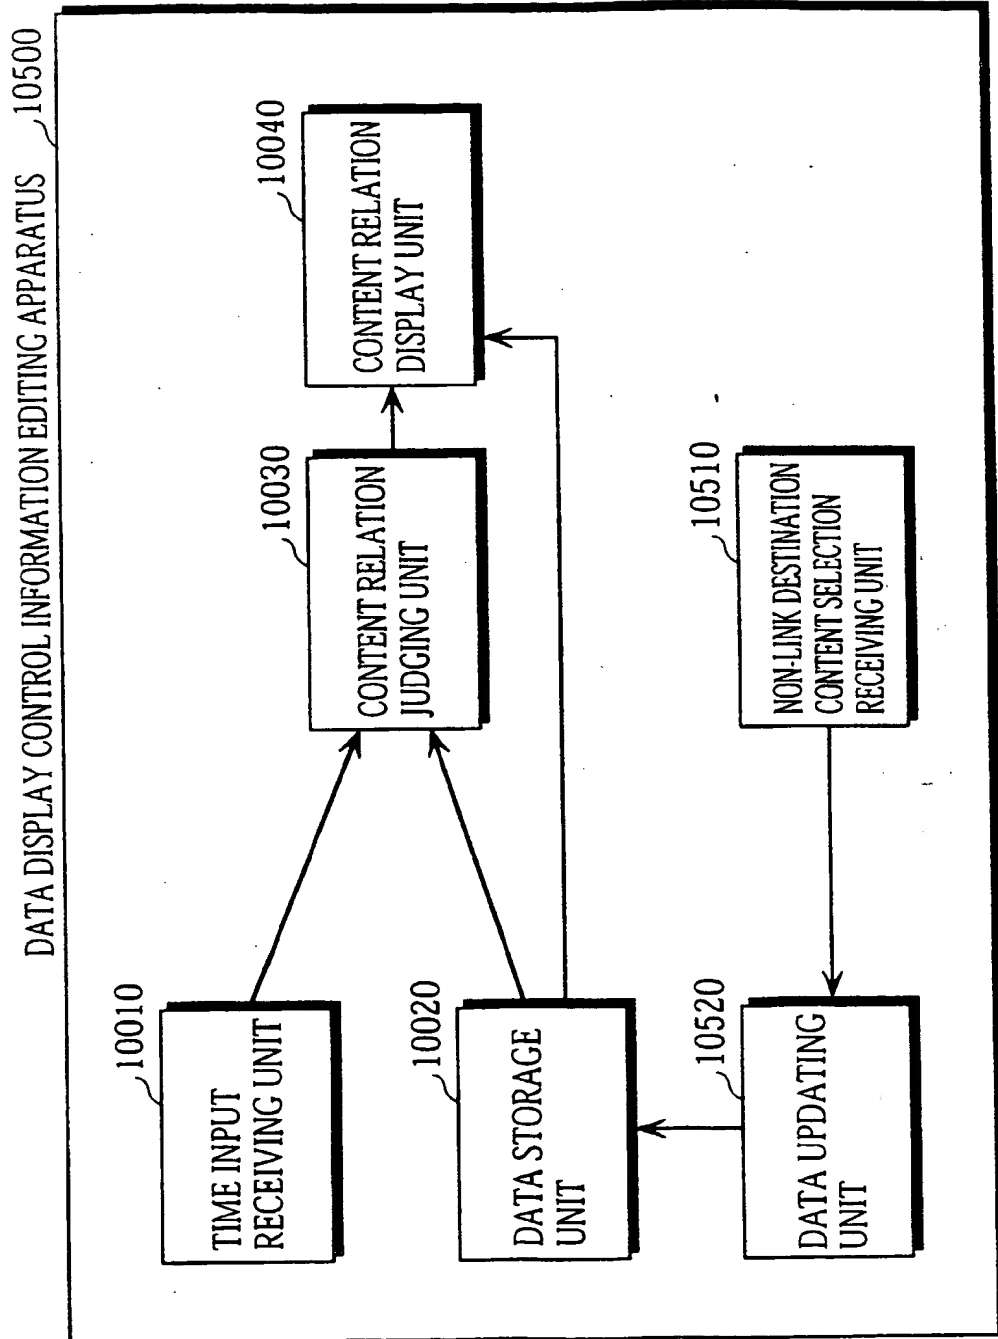 DATA DISPLAY CONTROL INFORMATION EDITING APPARATUS
10500
10010
TIME INPUT
RECEIVING UNIT
10030
CONTENT RELATION
JUDGING UNIT
10040
CONTENT RELATION
DISPLAY UNIT
10020
DATA STORAGE
UNIT
10520
DATA UPDATING
UNIT
10510
NON-LINK DESTINATION
CONTENT SELECTION
RECEIVING UNIT